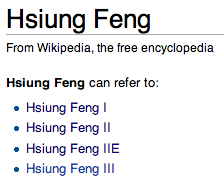 Hsiung Feng
From Wikipedia, the free encyclopedia
Hsiung Feng can refer to:
Hsiung Feng I
Hsiung Feng II
Hsiung Feng IIE
Hsiung Feng III